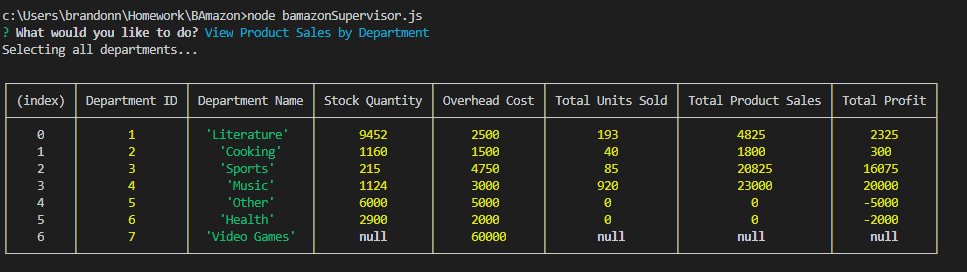 c:\Users\brandonn\Homework\BAmazon>node bamazonSupervisor.js
? What would you like to do? View Product Sales by Department
Selecting all departments...
(index) Department ID Department Name Stock Quantity Overhead Cost Total Units Sold Total Product Sales Total Profit
0 1 'Literature' 9452 2500 193 4825 2325
1 2 'Cooking' 1160 1500 40 1800 300
2 3 'Sports' 215 4750 85 20825 16075
3 4 'Music' 1124 3000 920 23000 20000
4 5 'Other' 6000 5000 0 0 -5000
5 6 'Health' 2900 2000 0 0 -2000
6 7 'Video Games' null 60000 null null null